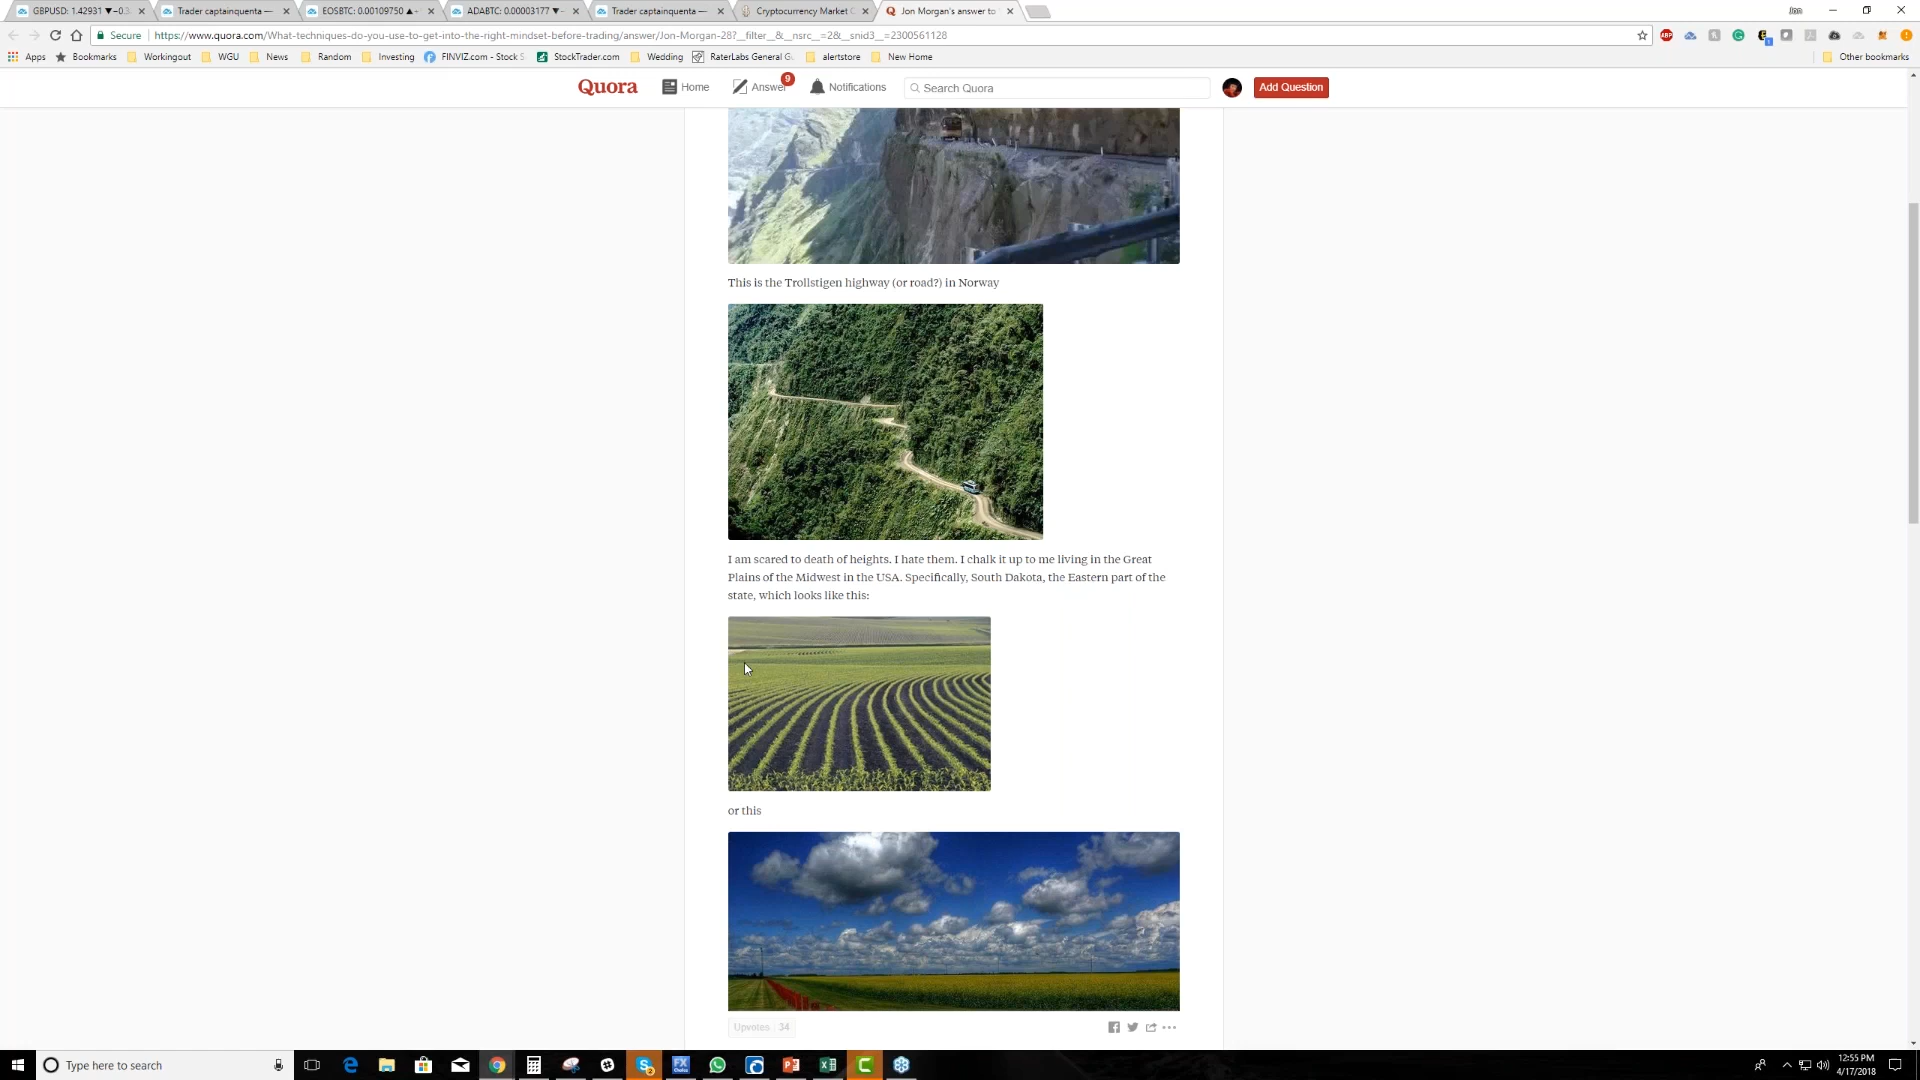 GBPUSD: 1.42931 ▼−0.3
Trader captainquenta —
EOSBTC: 0.00109750 ▲+
ADABTC: 0.00003177 ▼−
Trader captainquenta —
Cryptocurrency Market C
Jon Morgan's answer to
Jon
Secure
https://www.quora.com/What-techniques-do-you-use-to-get-into-the-right-mindset-before-trading/answer/Jon-Morgan-28?__filter__&__nsrc__=2&__snid3__=2300561128
Apps
Bookmarks
Workingout
WGU
News
Random
Investing
FINVIZ.com - Stock S
StockTrader.com
Wedding
RaterLabs General Gu
alertstore
New Home
Other bookmarks
Quora
Home
Answer
9
Notifications
Search Quora
Add Question
This is the Trollstigen highway (or road?) in Norway
I am scared to death of heights. I hate them. I chalk it up to me living in the Great
Plains of the Midwest in the USA. Specifically, South Dakota, the Eastern part of the
state, which looks like this:
or this
Upvotes 34
Type here to search
12:55 PM
4/17/2018